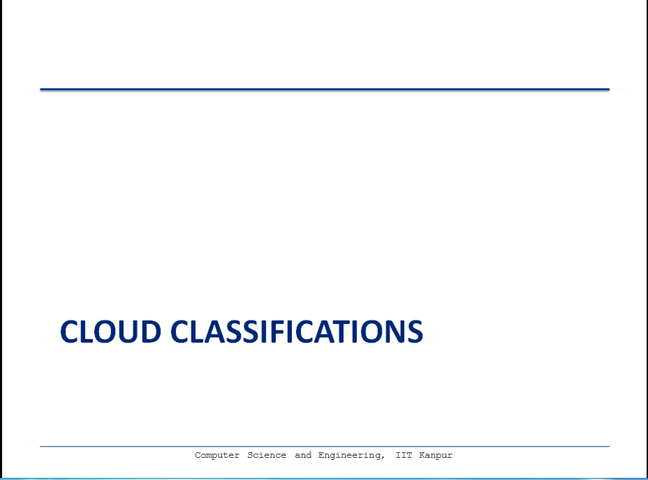 CLOUD CLASSIFICATIONS
Computer Science and Engineering, IIT Kanpur